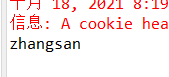 十月 18, 2021 8:19
信息: A cookie hea
zhangsan